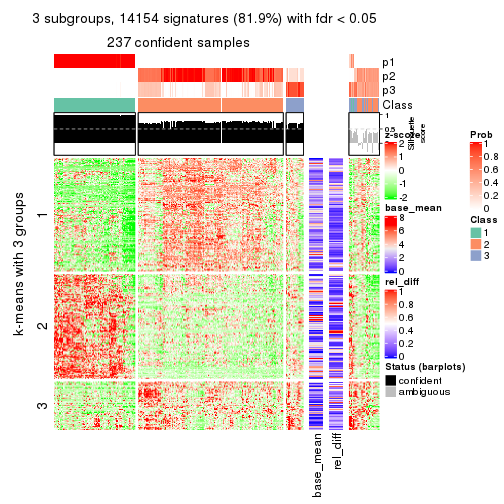 3 subgroups, 14154 signatures (81.9%) with fdr < 0.05
237 confident samples
p1
p2
p3
Class
1
0.5
0
Silhouette
score
k-means with 3 groups
1
2
3
base_mean
rel_diff
z-score
2
1
0
-1
-2
base_mean
8
6
4
2
0
rel_diff
1
0.8
0.6
0.4
0.2
0
Status (barplots)
confident
ambiguous
Prob
1
0.8
0.6
0.4
0.2
0
Class
1
2
3